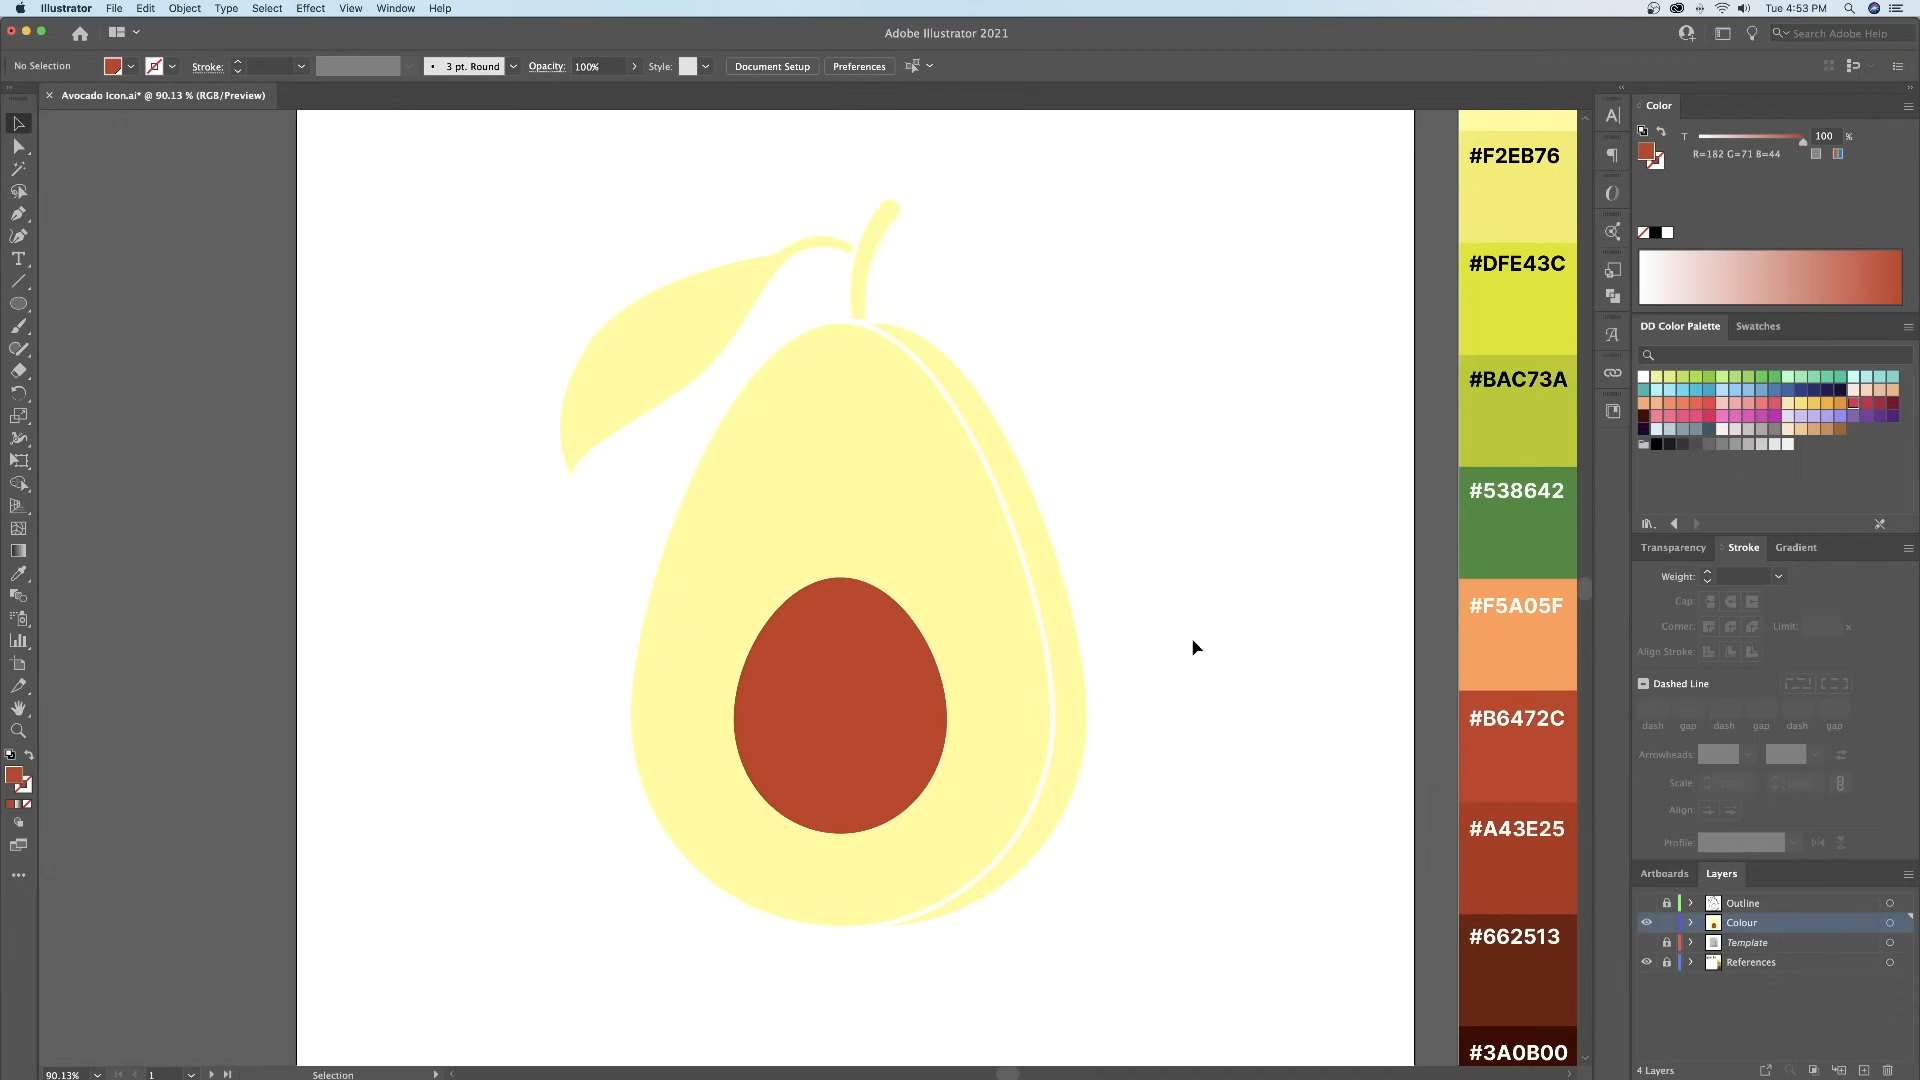 Illustrator File Edit Object Type Select Effect View Window Help
Tue 4:53 PM
Adobe Illustrator 2021
Search Adobe Help
No Selection
Stroke:
3 pt. Round
Opacity: 100%
Style:
Document Setup
Preferences
Avocado Icon.ai* @ 90.13 % (RGB/Preview)
#F2EB76
#DFE43C
#BAC73A
#538642
#F5A05F
#B6472C
#A43E25
#662513
#3A0B00
Color
T 100 %
R=182 G=71 B=44
DD Color Palette Swatches
Transparency Stroke Gradient
Weight:
Cap:
Corner: Limit: x
Align Stroke:
Dashed Line
dash gap dash gap dash gap
Arrowheads:
Scale:
Align:
Profile:
Artboards Layers
Outline
Colour
Template
References
4 Layers
90.13% 1 Selection